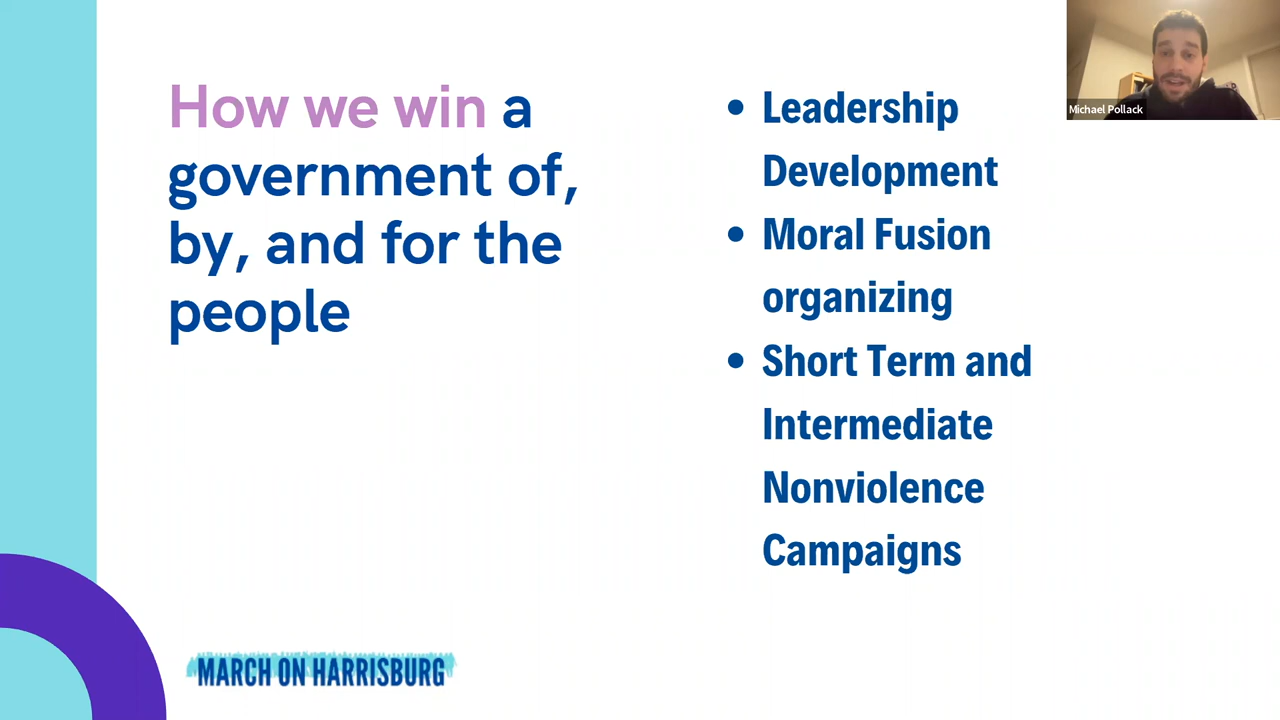 How we win a
government of,
by, and for the
people
• Leadership
Development
• Moral Fusion
organizing
• Short Term and
Intermediate
Nonviolence
Campaigns
Michael Pollack
MARCH ON HARRISBURG